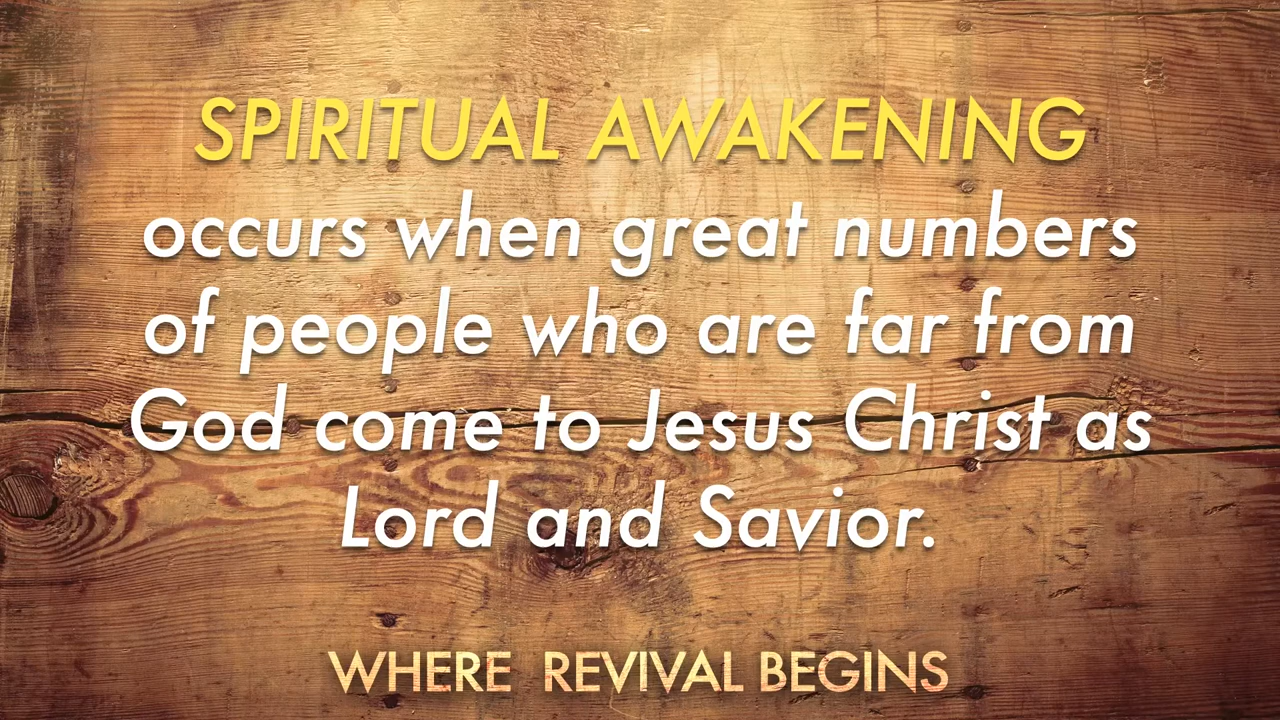 SPIRITUAL AWAKENING
occurs when great numbers
of people who are far from
God come to Jesus Christ as
Lord and Savior.
WHERE REVIVAL BEGINS